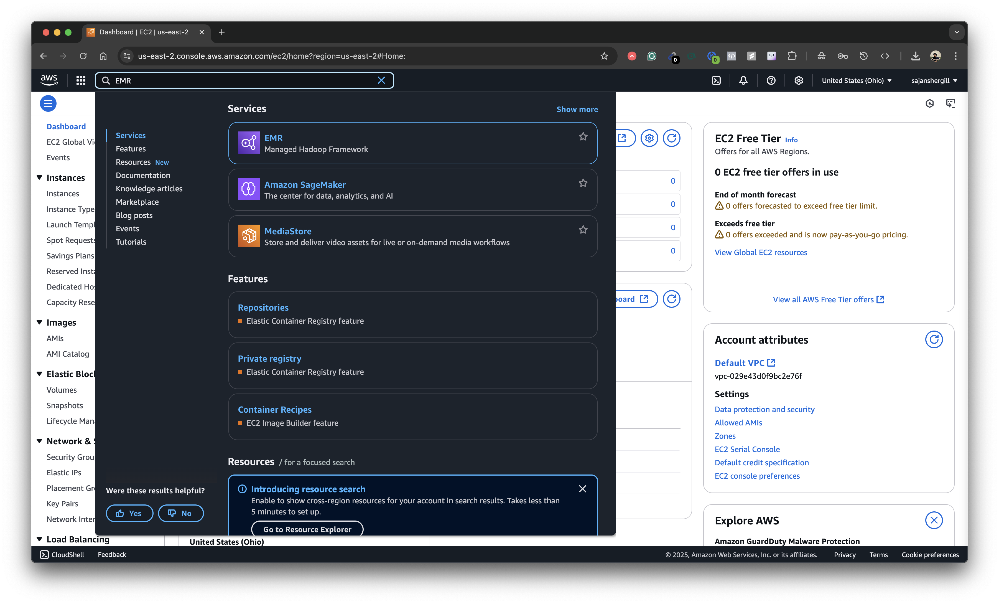 Dashboard | EC2 | us-east-2
us-east-2.console.aws.amazon.com/ec2/home?region=us-east-2#Home:
0
0
aws
EMR
United States (Ohio)
sajanshergill
Dashboard
EC2 Global Vi
Events
Instances
Instances
Instance Type
Launch Templ
Spot Requests
Savings Plans
Reserved Insta
Dedicated Hos
Capacity Rese
Images
AMIs
AMI Catalog
Elastic Block
Volumes
Snapshots
Lifecycle Mana
Network & S
Security Grou
Elastic IPs
Placement Gr
Key Pairs
Network Inter
Load Balancing
Services
Features
Resources New
Documentation
Knowledge articles
Marketplace
Blog posts
Events
Tutorials
Were these results helpful?
Yes
No
Services
Show more
EMR
Managed Hadoop Framework
Amazon SageMaker
The center for data, analytics, and AI
MediaStore
Store and deliver video assets for live or on-demand media workflows
Features
Repositories
Elastic Container Registry feature
Private registry
Elastic Container Registry feature
Container Recipes
EC2 Image Builder feature
Resources / for a focused search
Introducing resource search
Enable to show cross-region resources for your account in search results. Takes less than
5 minutes to set up.
Go to Resource Explorer
United States (Ohio)
0
0
0
0
board
EC2 Free Tier Info
Offers for all AWS Regions.
0 EC2 free tier offers in use
End of month forecast
0 offers forecasted to exceed free tier limit.
Exceeds free tier
0 offers exceeded and is now pay-as-you-go pricing.
View Global EC2 resources
View all AWS Free Tier offers
Account attributes
Default VPC
vpc-029e43d0f9bc2e76f
Settings
Data protection and security
Allowed AMIs
Zones
EC2 Serial Console
Default credit specification
EC2 console preferences
Explore AWS
Amazon GuardDuty Malware Protection
CloudShell
Feedback
© 2025, Amazon Web Services, Inc. or its affiliates.
Privacy
Terms
Cookie preferences